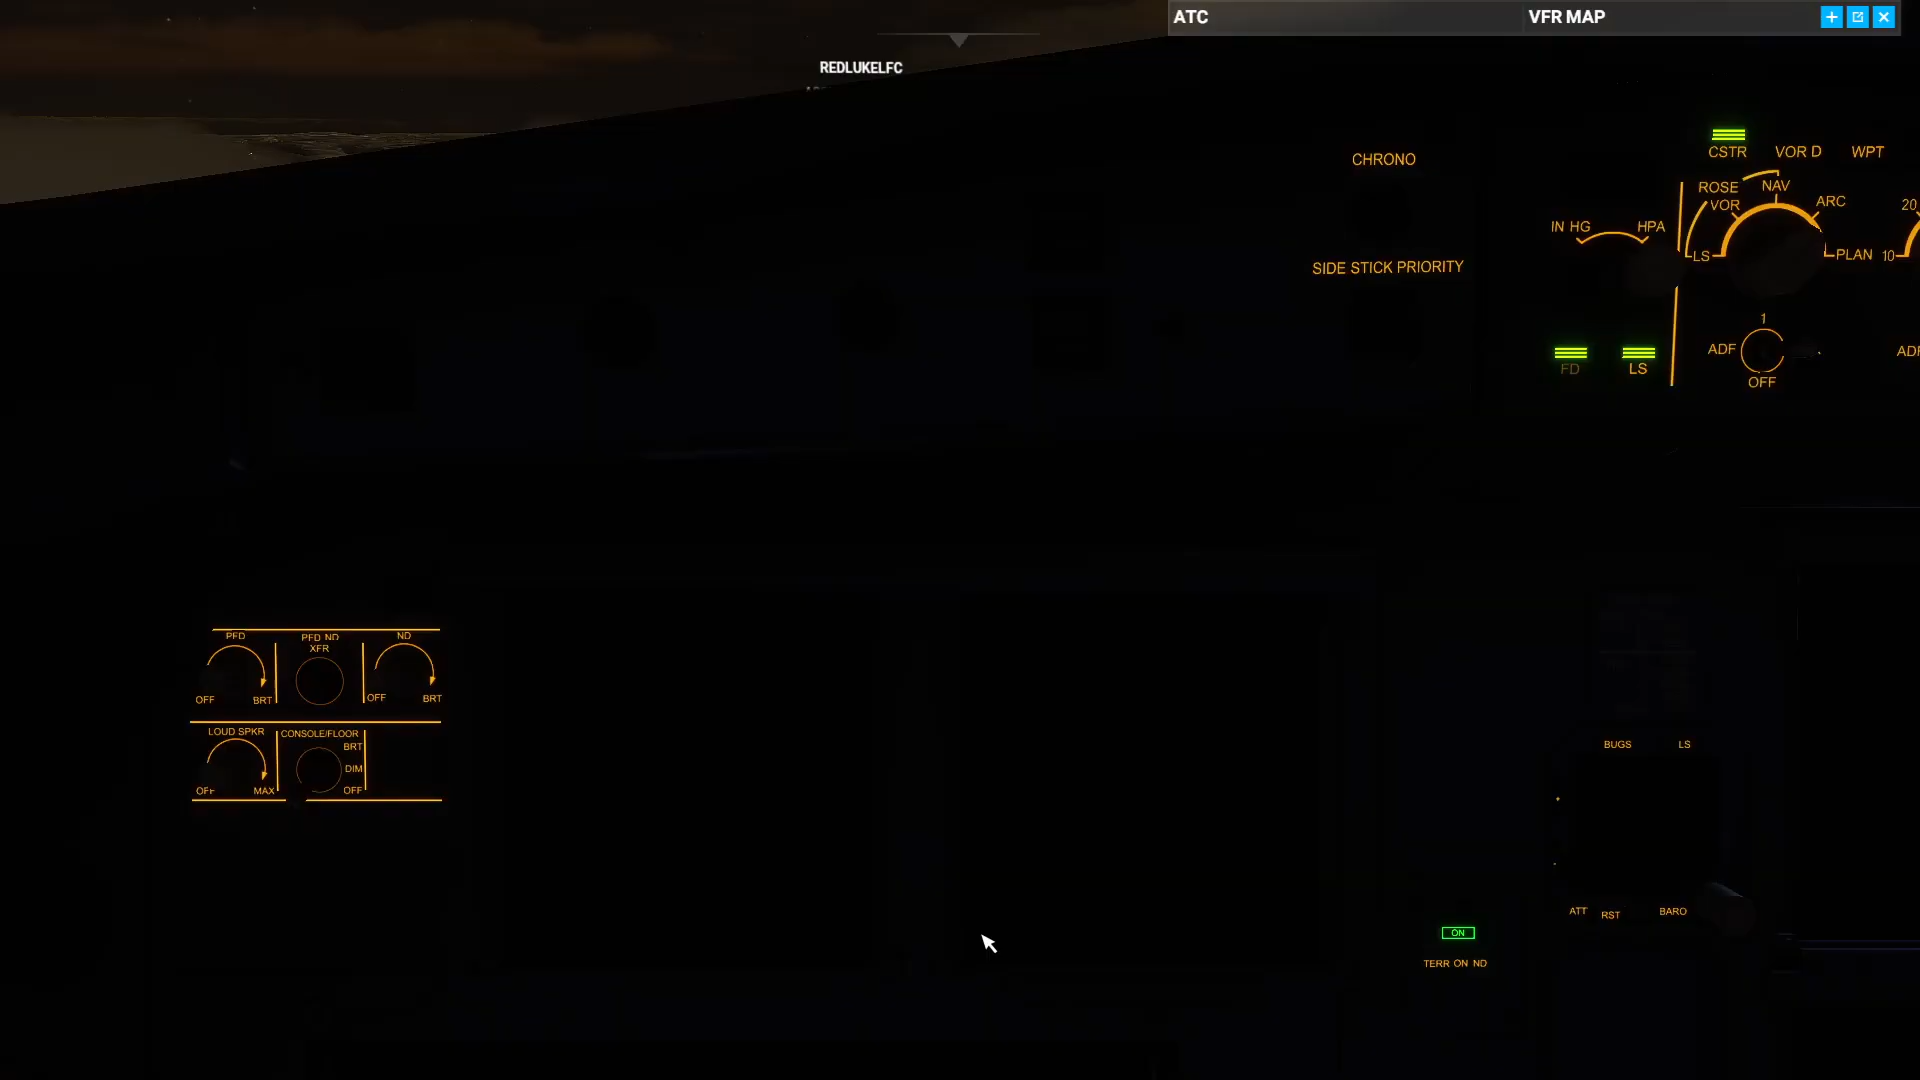 ATC
VFR MAP
REDLUKELFC
CHRONO
CSTR VOR D WPT
ROSE NAV
VOR ARC
IN HG HPA
LS PLAN 10
20
SIDE STICK PRIORITY
1
ADF
OFF
FD LS
PFD PFD ND ND
XFR
OFF BRT OFF BRT
LOUD SPKR CONSOLE/FLOOR
BRT
DIM
OFF MAX OFF
BUGS LS
ATT RST BARO
ON
TERR ON ND